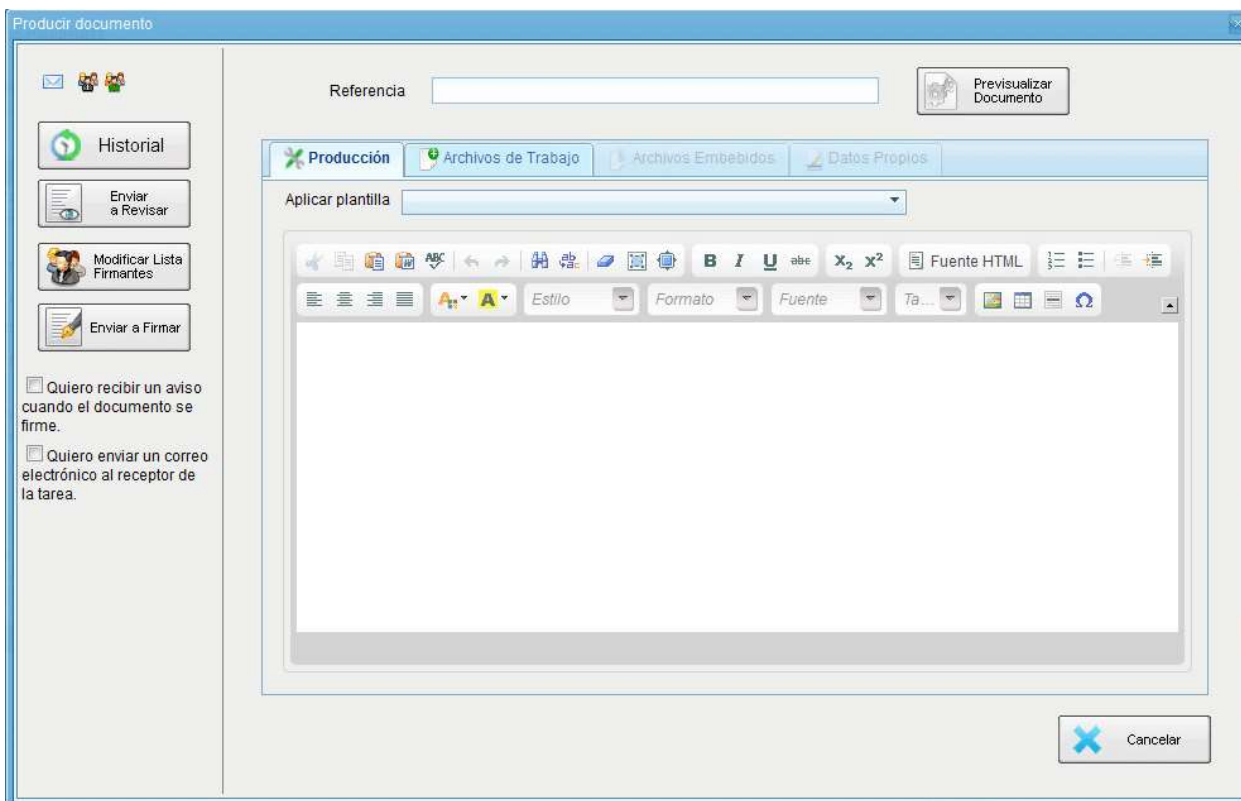 Producir documento
Referencia
Previsualizar
Documento
Historial
Enviar
a Revisar
Modificar Lista
Firmantes
Enviar a Firmar
Quiero recibir un aviso
cuando el documento se
firme.
Quiero enviar un correo
electrónico al receptor de
la tarea.
Producción
Archivos de Trabajo
Archivos Embebidos
Datos Propios
Aplicar plantilla
ABC
B I U abc X₂ X² Fuente HTML
A A Estilo Formato Fuente Ta... Ω
Cancelar